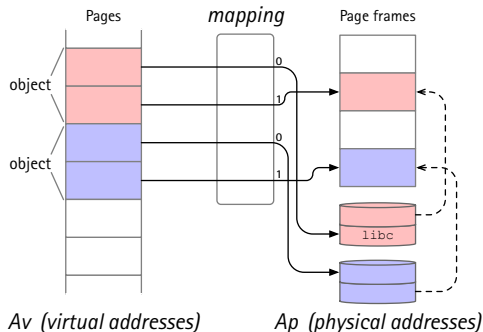 Pages
mapping
Page frames
0
object
1
0
object
1
libc
Av (virtual addresses)
Ap (physical addresses)